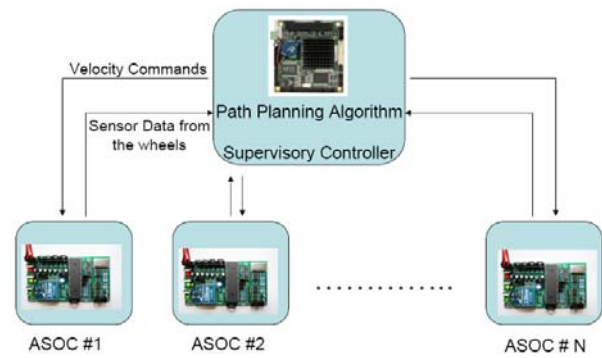 Velocity Commands
Path Planning Algorithm
Sensor Data from
the wheels
Supervisory Controller
ASOC #1
ASOC #2
ASOC # N